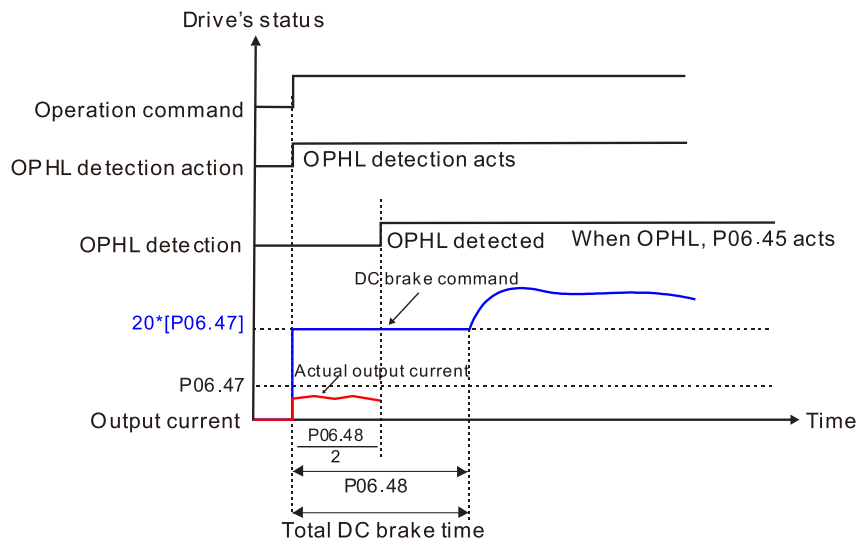 Drive's status
Operation command
OPHL detection action
OPHL detection acts
OPHL detection
OPHL detected
When OPHL, P06.45 acts
DC brake command
20*[P06.47]
Actual output current
P06.47
Output current
Time
P06.48
2
P06.48
Total DC brake time